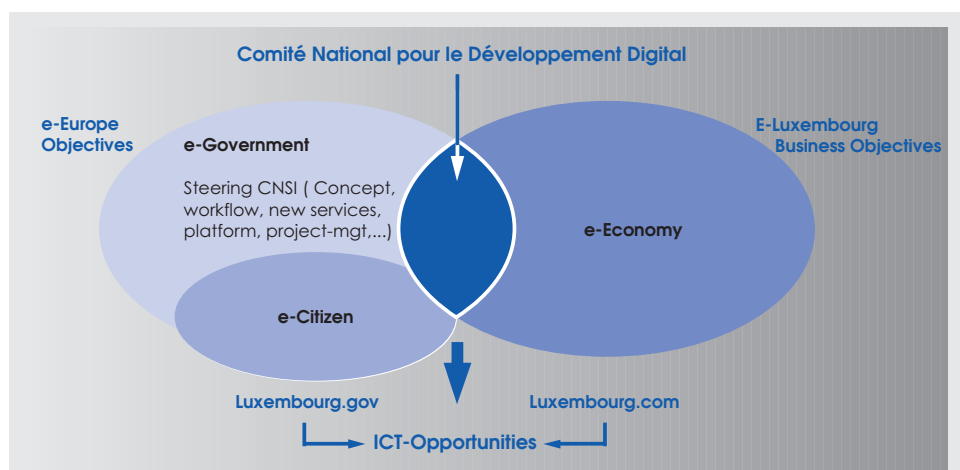 Comité National pour le Développement Digital
e-Europe
Objectives
E-Luxembourg
Business Objectives
e-Government
Steering CNSI ( Concept,
workflow, new services,
platform, project-mgt,...)
e-Economy
e-Citizen
Luxembourg.gov
Luxembourg.com
ICT-Opportunities